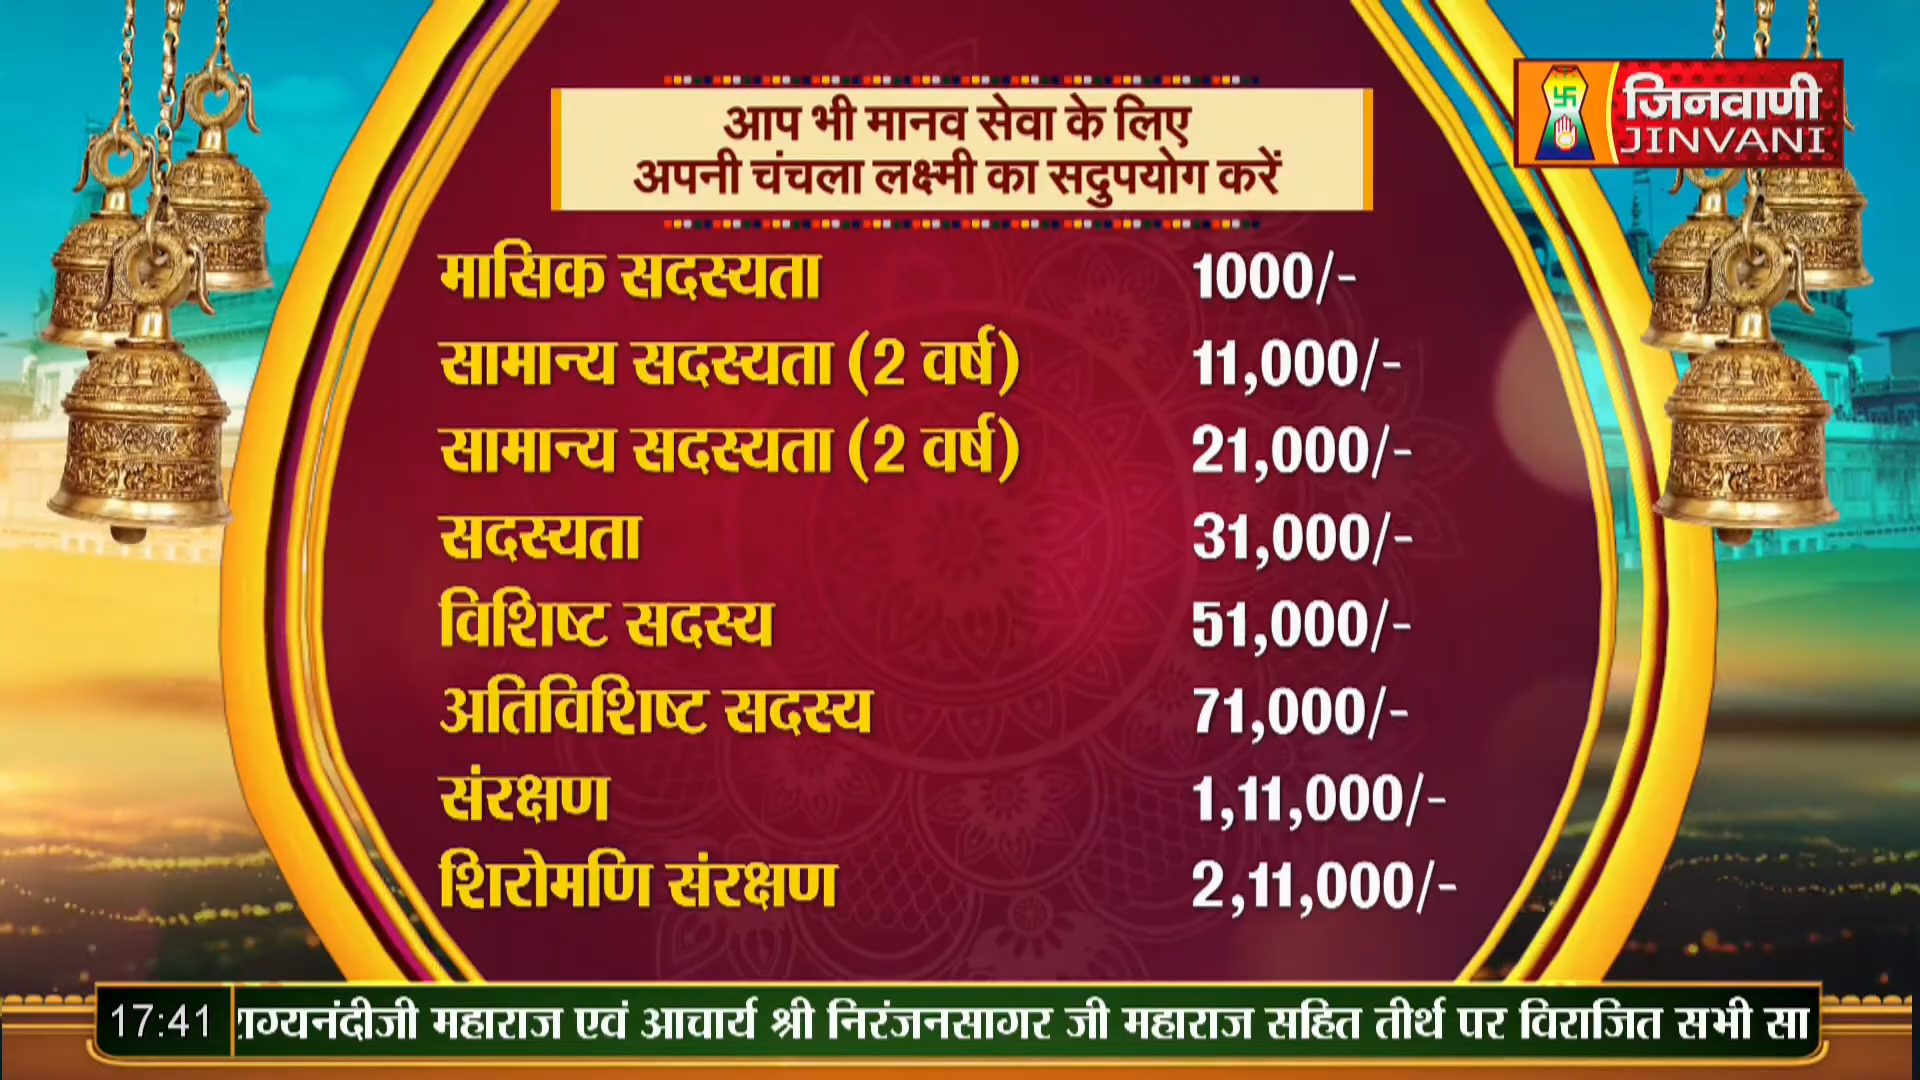 आप भी मानव सेवा के लिए
अपनी चंचला लक्ष्मी का सदुपयोग करें
जिनवाणी
JINVANI
मासिक सदस्यता 1000/-
सामान्य सदस्यता (2 वर्ष) 11,000/-
सामान्य सदस्यता (2 वर्ष) 21,000/-
सदस्यता 31,000/-
विशिष्ट सदस्य 51,000/-
अतिविशिष्ट सदस्य 71,000/-
संरक्षण 1,11,000/-
शिरोमणि संरक्षण 2,11,000/-
17:41 महाराज एवं आचार्य श्री निरंजनसागर जी महाराज सहित तीर्थ पर विराजित सभी सा